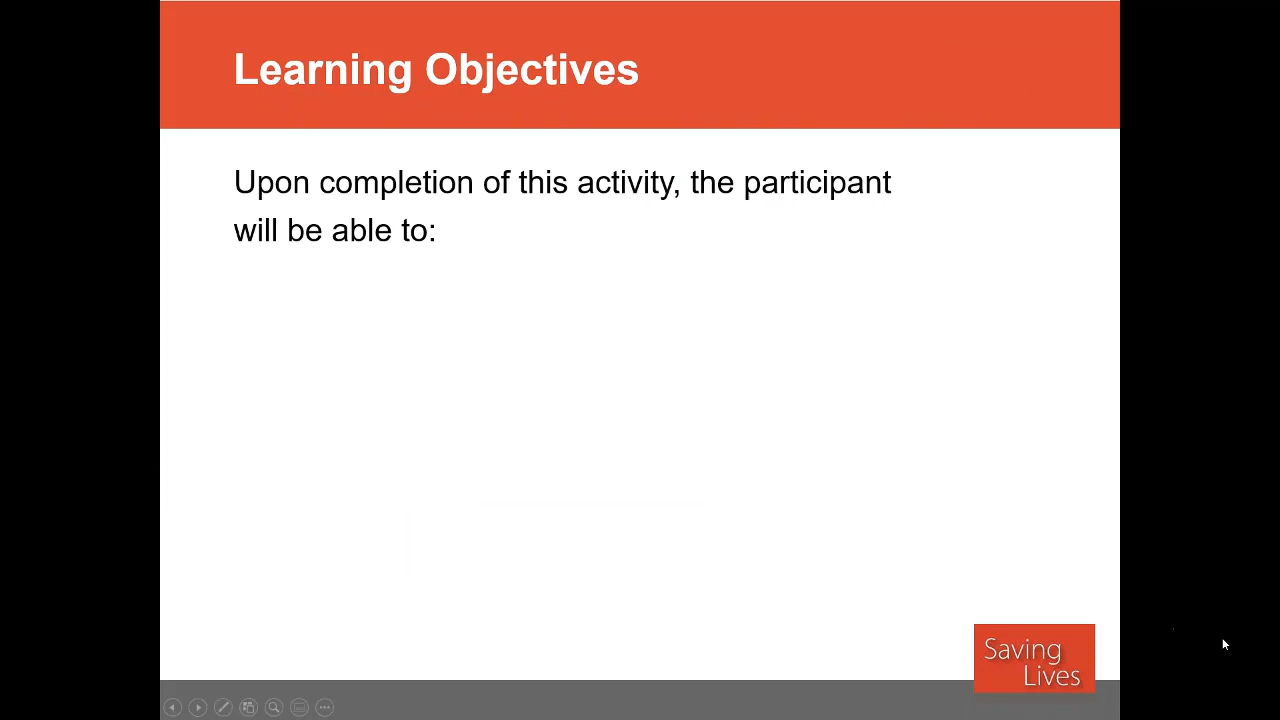 Learning Objectives
Upon completion of this activity, the participant
will be able to:
Saving
Lives